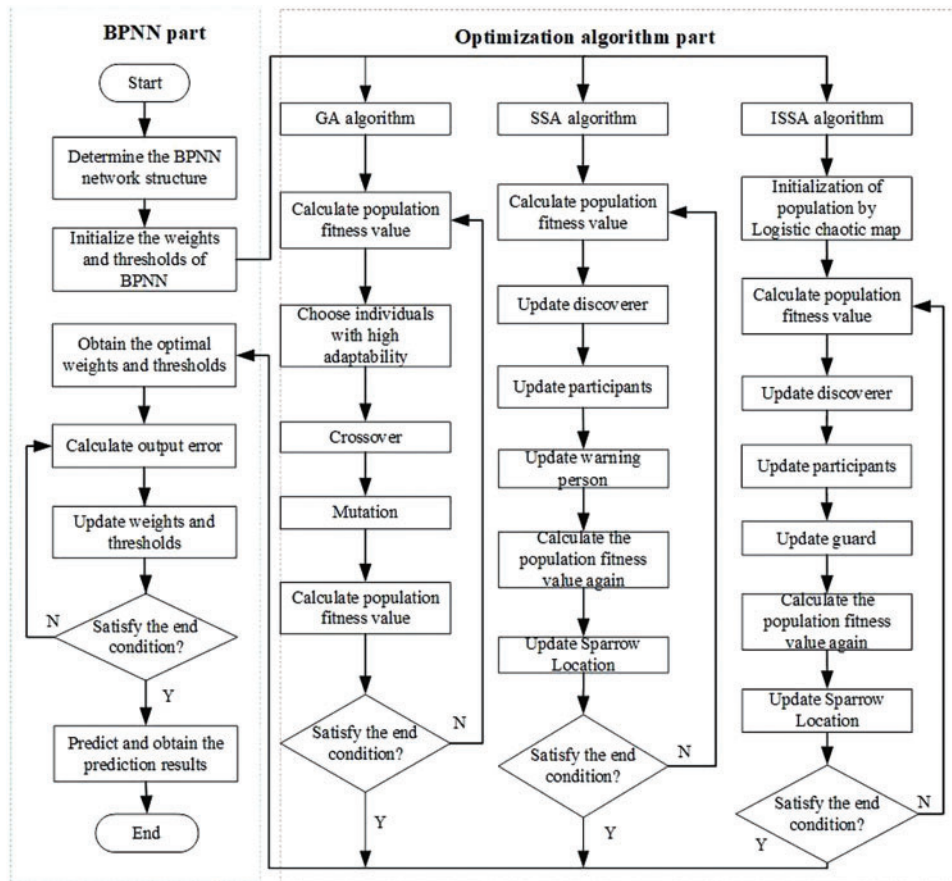 BPNN part
Start
Determine the BPNN
network structure
Initialize the weights
and thresholds of
BPNN
Obtain the optimal
weights and thresholds
Calculate output error
Update weights and
thresholds
N
Satisfy the end
condition?
Y
Predict and obtain the
prediction results
End
Optimization algorithm part
GA algorithm
Calculate population
fitness value
Choose individuals
with high
adaptability
Crossover
Mutation
Calculate population
fitness value
N
Satisfy the end
condition?
Y
SSA algorithm
Calculate population
fitness value
Update discoverer
Update participants
Update warning
person
Calculate the
population fitness
value again
Update Sparrow
Location
N
Satisfy the end
condition?
Y
ISSA algorithm
Initialization of
population by
Logistic chaotic map
Calculate population
fitness value
Update discoverer
Update participants
Update guard
Calculate the
population fitness
value again
Update Sparrow
Location
N
Satisfy the end
condition?
Y